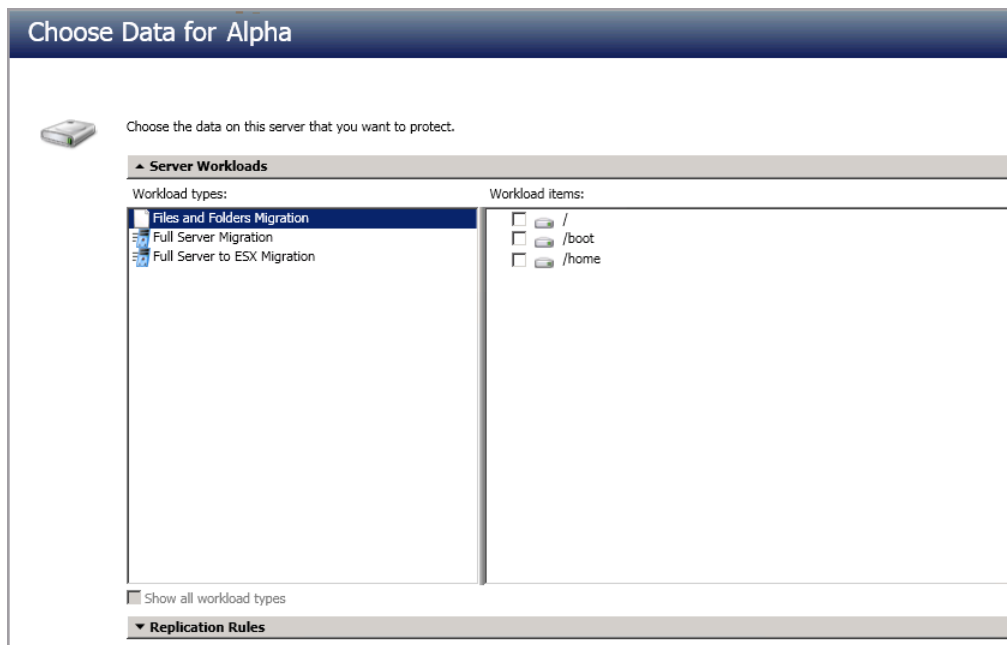 Choose Data for Alpha
Choose the data on this server that you want to protect.
Server Workloads
Workload types:
Workload items:
Files and Folders Migration
Full Server Migration
Full Server to ESX Migration
/
/boot
/home
Show all workload types
Replication Rules